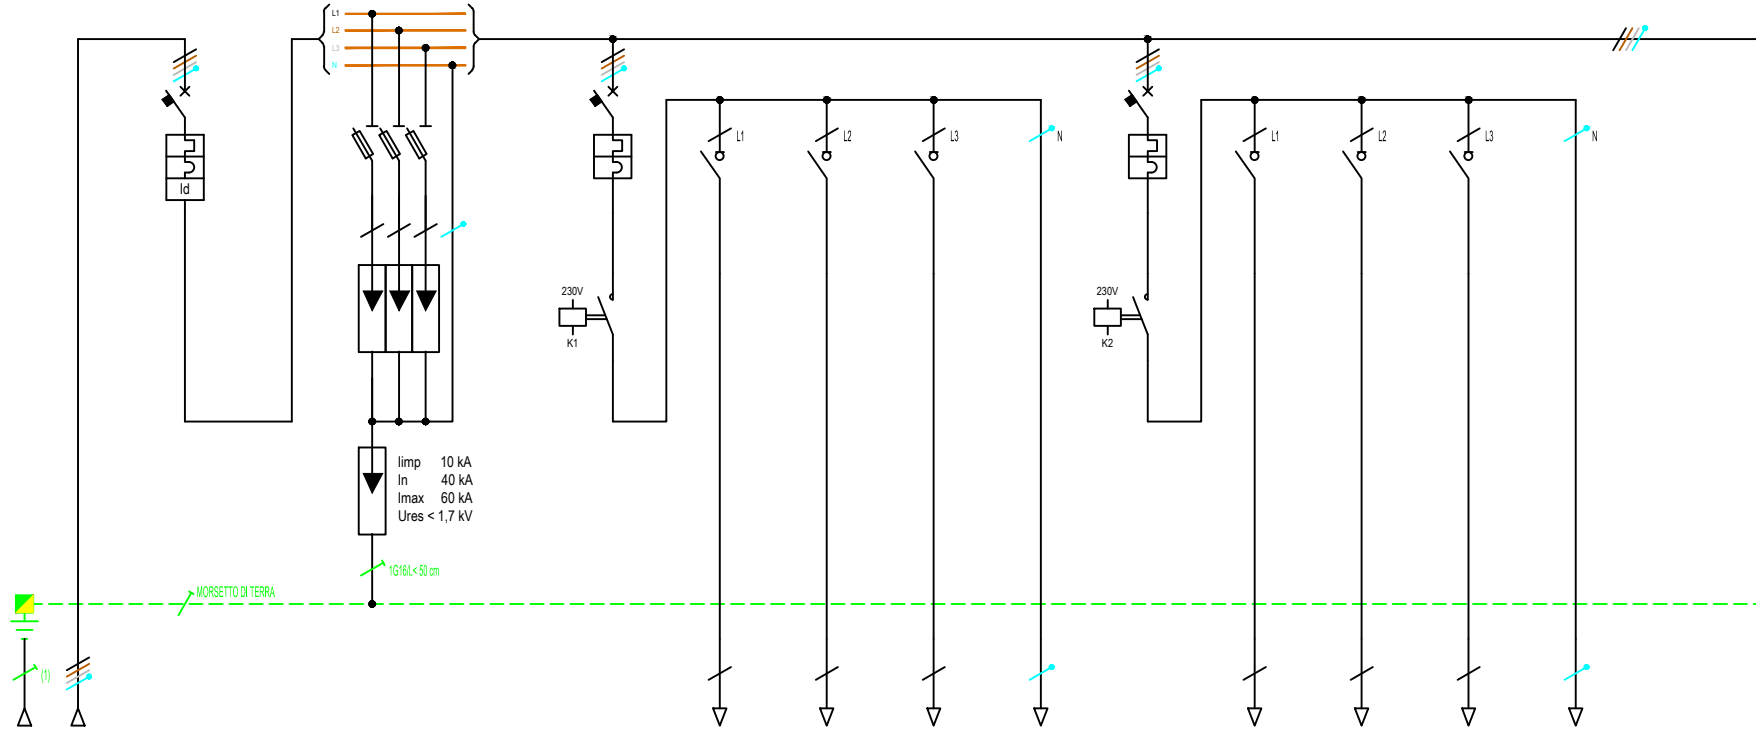 L1
L2
L3
N
L1
L2
L3
N
L1
L2
L3
N
Id
230V
K1
230V
K2
Iimp 10 kA
In 40 kA
Imax 60 kA
Ures < 1,7 kV
1G16/L< 50 cm
MORSETTO DI TERRA
(1)